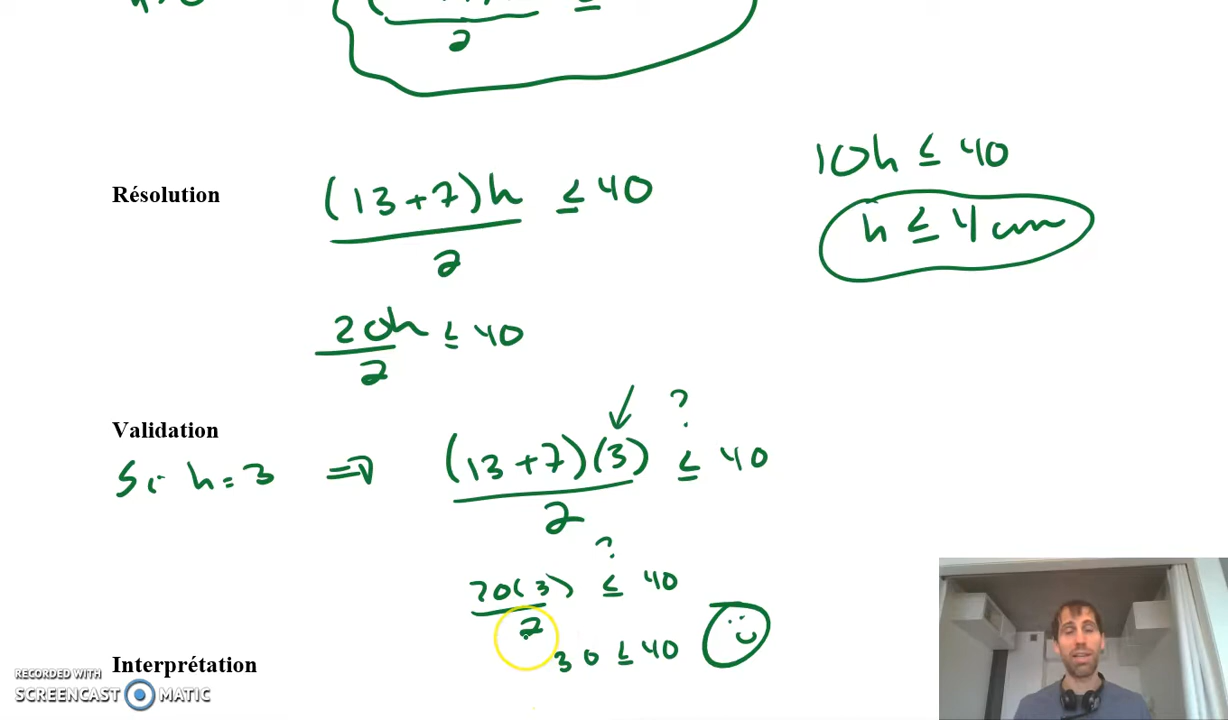 2
Résolution
(13+7)h ≤ 40
2
10h ≤ 40
h ≤ 4 cm
20h ≤ 40
2
Validation
?
Si h = 3 ⇒ (13+7)(3) ≤ 40
2
?
20(3) ≤ 40
2
30 ≤ 40
Interprétation
RECORDED WITH
SCREENCAST MATIC